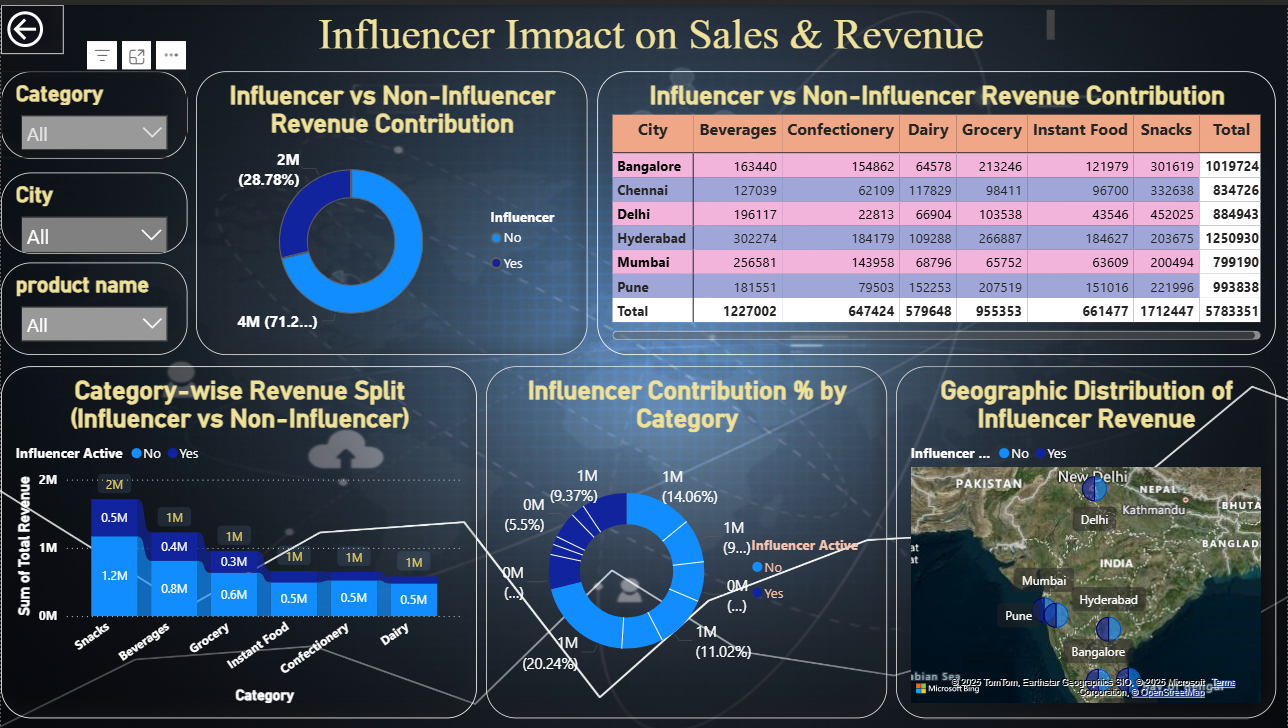 Influencer Impact on Sales & Revenue
Category
All
City
All
product name
All
Influencer vs Non-Influencer
Revenue Contribution
2M
(28.78%)
4M (71.2...)
Influencer
No
Yes
Influencer vs Non-Influencer Revenue Contribution
City Beverages Confectionery Dairy Grocery Instant Food Snacks Total
Bangalore 163440 154862 64578 213246 121979 301619 1019724
Chennai 127039 62109 117829 98411 96700 332638 834726
Delhi 196117 22813 66904 103538 43546 452025 884943
Hyderabad 302274 184179 109288 266887 184627 203675 1250930
Mumbai 256581 143958 68796 65752 63609 200494 799190
Pune 181551 79503 152253 207519 151016 221996 993838
Total 1227002 647424 579648 955353 661477 1712447 5783351
Category-wise Revenue Split
(Influencer vs Non-Influencer)
Influencer Active No Yes
Sum of Total Revenue
2M
1M
0M
2M
0.5M
1.2M
1M
0.4M
0.8M
1M
0.3M
0.6M
1M
0.5M
1M
0.5M
1M
0.5M
Snacks
Beverages
Grocery
Instant Food
Confectionery
Dairy
Category
Influencer Contribution % by
Category
1M
(14.06%)
1M
(9...)
0M
(...)
1M
(11.02%)
1M
(20.24%)
0M
(...)
0M
(5.5%)
1M
(9.37%)
Influencer Active
No
Yes
Geographic Distribution of
Influencer Revenue
Influencer ... No Yes
PAKISTAN
New Delhi
NEPAL
Kathmandu
BHUTA
Delhi
BANGLAD
at
at
INDIA
Mumbai
Hyderabad
Pune
Bangalore
bian Sea
Bay of Bengal
Microsoft Bing
© 2025 TomTom, Earthstar Geographics SIO, © 2025 Microsoft Terms
Corporation, © OpenStreetMap